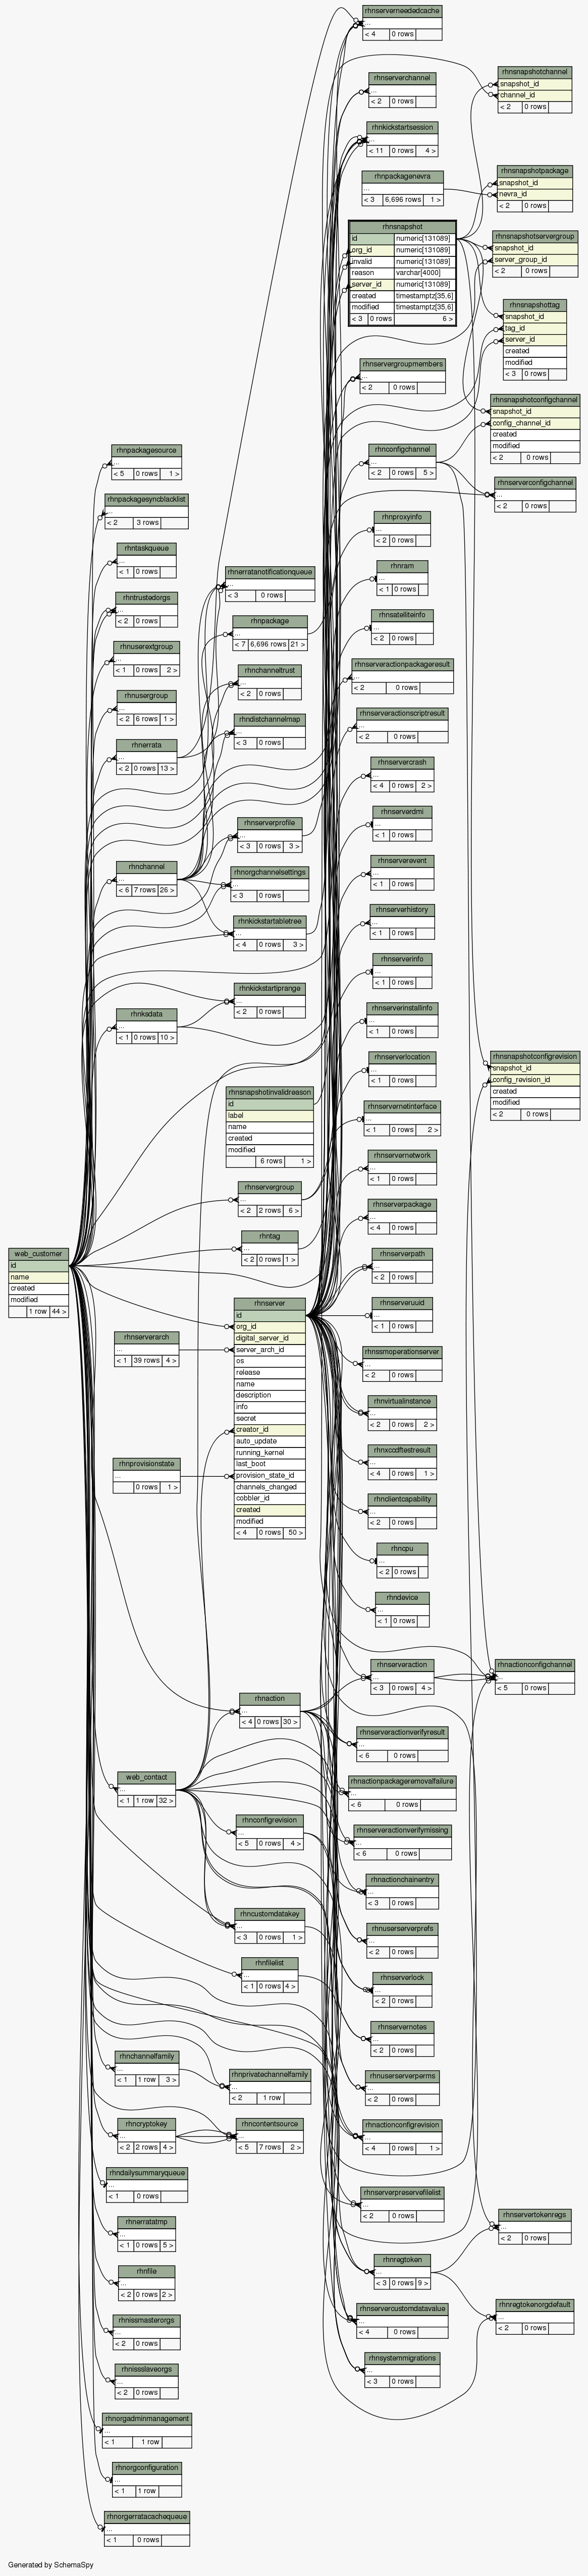 rhnpackagesource
...
< 5 0 rows 1 >
rhnpackagesyncblacklist
...
< 2 3 rows
rhntaskqueue
...
< 1 0 rows
rhntrustedorgs
...
< 2 0 rows
rhnuserextgroup
...
< 1 0 rows 2 >
rhnusergroup
...
< 2 6 rows 1 >
rhnerrata
...
< 2 0 rows 13 >
rhnchannel
...
< 6 7 rows 26 >
rhnksdata
...
< 1 0 rows 10 >
web_customer
id
name
created
modified
1 row 44 >
rhnserverarch
...
< 1 39 rows 4 >
rhnprovisionstate
...
0 rows 1 >
web_contact
...
< 1 1 row 32 >
rhnchannelfamily
...
< 1 1 row 3 >
rhncryptokey
...
< 2 2 rows 4 >
rhndailysummaryqueue
...
< 1 0 rows
rhnerratatmp
...
< 1 0 rows 5 >
rhnfile
...
< 2 0 rows 2 >
rhnissmasterorgs
...
< 2 0 rows
rhnissslaveorgs
...
< 2 0 rows
rhnorgadminmanagement
...
< 1 1 row
rhnorgconfiguration
...
< 1 1 row
rhnorgerratacachequeue
...
< 1 0 rows
rhnerratanotificationqueue
...
< 3 0 rows
rhnpackage
...
< 7 6,696 rows 21 >
rhnchanneltrust
...
< 2 0 rows
rhndistchannelmap
...
< 3 0 rows
rhnserverprofile
...
< 3 0 rows 3 >
rhnorgchannelsettings
...
< 3 0 rows
rhnkickstartabletree
...
< 4 0 rows 3 >
rhnkickstartiprange
...
< 2 0 rows
rhnsnapshotinvalidreason
id
label
name
created
modified
6 rows 1 >
rhnservergroup
...
< 2 2 rows 6 >
rhntag
...
< 2 0 rows 1 >
rhnserver
id
org_id
digital_server_id
server_arch_id
os
release
name
description
info
secret
creator_id
auto_update
running_kernel
last_boot
provision_state_id
channels_changed
cobbler_id
created
modified
< 4 0 rows 50 >
rhnaction
...
< 4 0 rows 30 >
rhnconfigrevision
...
< 5 0 rows 4 >
rhncustomdatakey
...
< 3 0 rows 1 >
rhnfilelist
...
< 1 0 rows 4 >
rhnprivatechannelfamily
...
< 2 1 row
rhncontentsource
...
< 5 7 rows 2 >
rhnserverneededcache
...
< 4 0 rows
rhnserverchannel
...
< 2 0 rows
rhnkickstartsession
...
< 11 0 rows 4 >
rhnpackagenevra
...
< 3 6,696 rows 1 >
rhnsnapshot
id numeric[131089]
org_id numeric[131089]
invalid numeric[131089]
reason varchar[4000]
server_id numeric[131089]
created timestamptz[35,6]
modified timestamptz[35,6]
< 3 0 rows 6 >
rhnservergroupmembers
...
< 2 0 rows
rhnconfigchannel
...
< 2 0 rows 5 >
rhnproxyinfo
...
< 2 0 rows
rhnram
...
< 1 0 rows
rhnsatelliteinfo
...
< 2 0 rows
rhnserveractionpackageresult
...
< 2 0 rows
rhnserveractionscriptresult
...
< 2 0 rows
rhnservercrash
...
< 4 0 rows 2 >
rhnserverdmi
...
< 1 0 rows
rhnserverevent
...
< 1 0 rows
rhnserverhistory
...
< 1 0 rows
rhnserverinfo
...
< 1 0 rows
rhnserverinstallinfo
...
< 1 0 rows
rhnserverlocation
...
< 1 0 rows
rhnservernetinterface
...
< 1 0 rows 2 >
rhnservernetwork
...
< 1 0 rows
rhnserverpackage
...
< 4 0 rows
rhnserverpath
...
< 2 0 rows
rhnserveruuid
...
< 1 0 rows
rhnssmoperationserver
...
< 2 0 rows
rhnvirtualinstance
...
< 2 0 rows 2 >
rhnxccdftestresult
...
< 4 0 rows 1 >
rhnclientcapability
...
< 2 0 rows
rhncpu
...
< 2 0 rows
rhndevice
...
< 1 0 rows
rhnserveraction
...
< 3 0 rows 4 >
rhnserveractionverifyresult
...
< 6 0 rows
rhnactionpackageremovalfailure
...
< 6 0 rows
rhnserveractionverifymissing
...
< 6 0 rows
rhnactionchainentry
...
< 3 0 rows
rhnuserserverprefs
...
< 2 0 rows
rhnserverlock
...
< 2 0 rows
rhnservernotes
...
< 2 0 rows
rhnuserserverperms
...
< 2 0 rows
rhnactionconfigrevision
...
< 4 0 rows 1 >
rhnserverpreservefilelist
...
< 2 0 rows
rhnregtoken
...
< 3 0 rows 9 >
rhnservercustomdatavalue
...
< 4 0 rows
rhnsystemmigrations
...
< 3 0 rows
rhnsnapshotchannel
snapshot_id
channel_id
< 2 0 rows
rhnsnapshotpackage
snapshot_id
nevra_id
< 2 0 rows
rhnsnapshotservergroup
snapshot_id
server_group_id
< 2 0 rows
rhnsnapshottag
snapshot_id
tag_id
server_id
created
modified
< 3 0 rows
rhnsnapshotconfigchannel
snapshot_id
config_channel_id
created
modified
< 2 0 rows
rhnserverconfigchannel
...
< 2 0 rows
rhnsnapshotconfigrevision
snapshot_id
config_revision_id
created
modified
< 2 0 rows
rhnactionconfigchannel
...
< 5 0 rows
rhnservertokenregs
...
< 2 0 rows
rhnregtokenorgdefault
...
< 2 0 rows
Generated by SchemaSpy